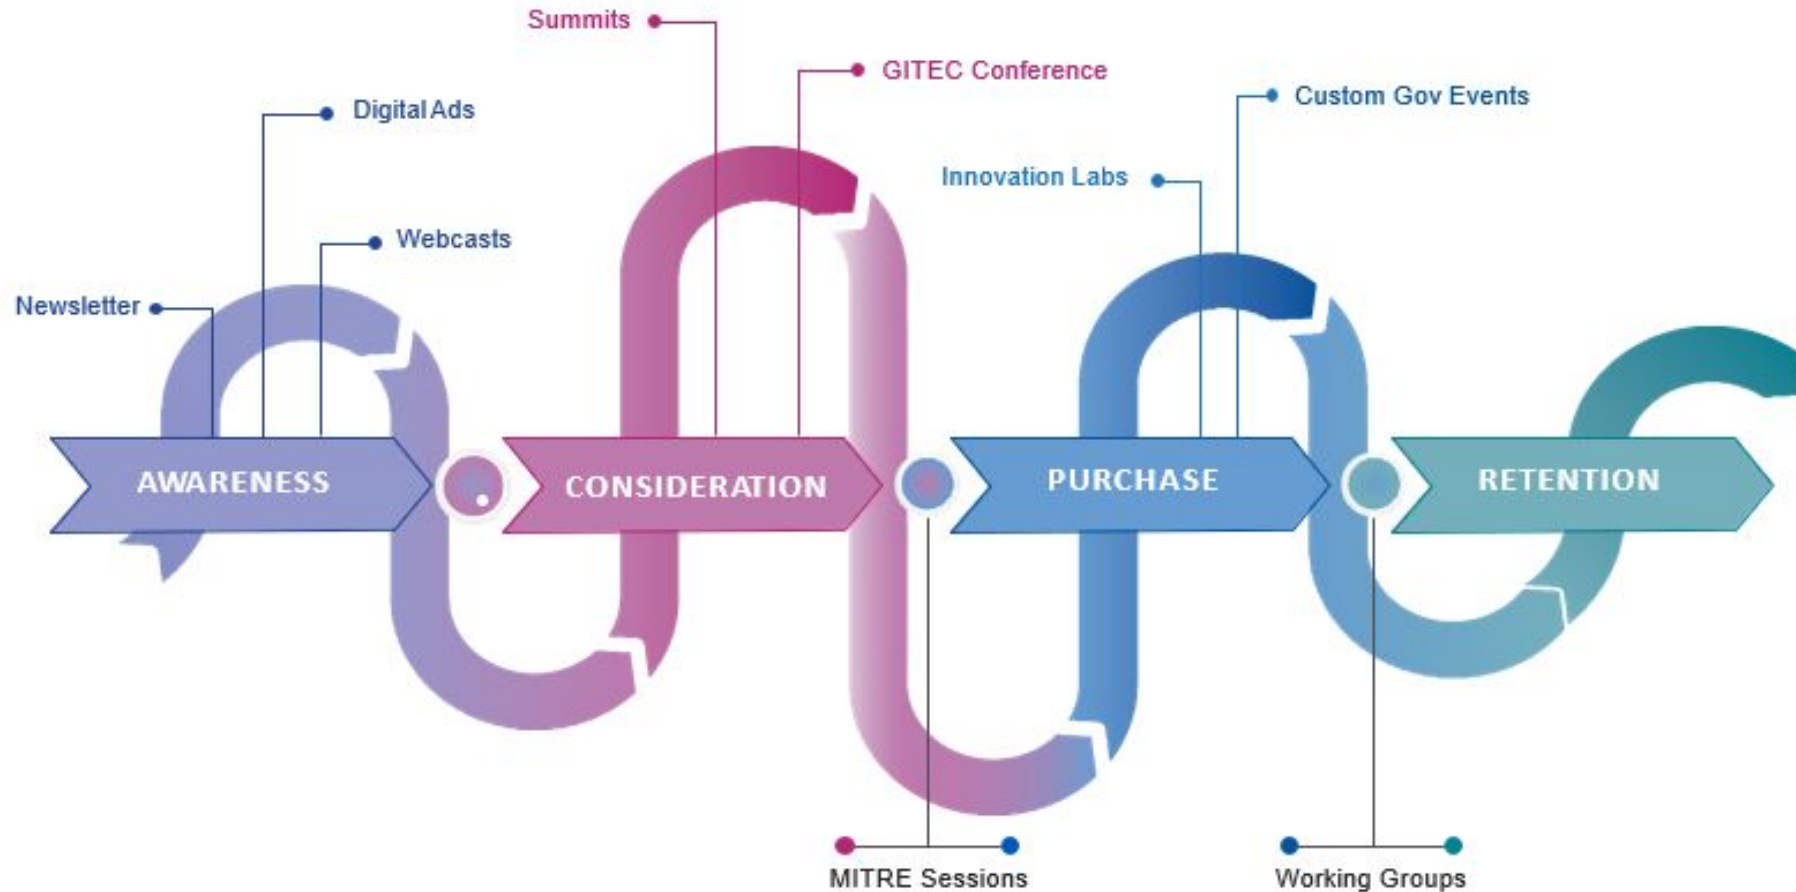 Summits
GITEC Conference
Digital Ads
Custom Gov Events
Innovation Labs
Webcasts
Newsletter
AWARENESS
CONSIDERATION
PURCHASE
RETENTION
MITRE Sessions
Working Groups